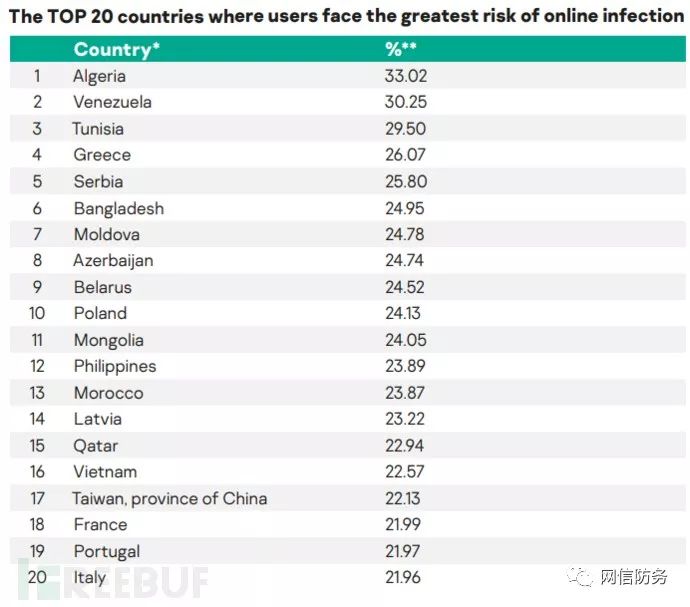 The TOP 20 countries where users face the greatest risk of online infection
Country* %**
1 Algeria 33.02
2 Venezuela 30.25
3 Tunisia 29.50
4 Greece 26.07
5 Serbia 25.80
6 Bangladesh 24.95
7 Moldova 24.78
8 Azerbaijan 24.74
9 Belarus 24.52
10 Poland 24.13
11 Mongolia 24.05
12 Philippines 23.89
13 Morocco 23.87
14 Latvia 23.22
15 Qatar 22.94
16 Vietnam 22.57
17 Taiwan, province of China 22.13
18 France 21.99
19 Portugal 21.97
20 Italy 21.96
FREEBUF
网信防务